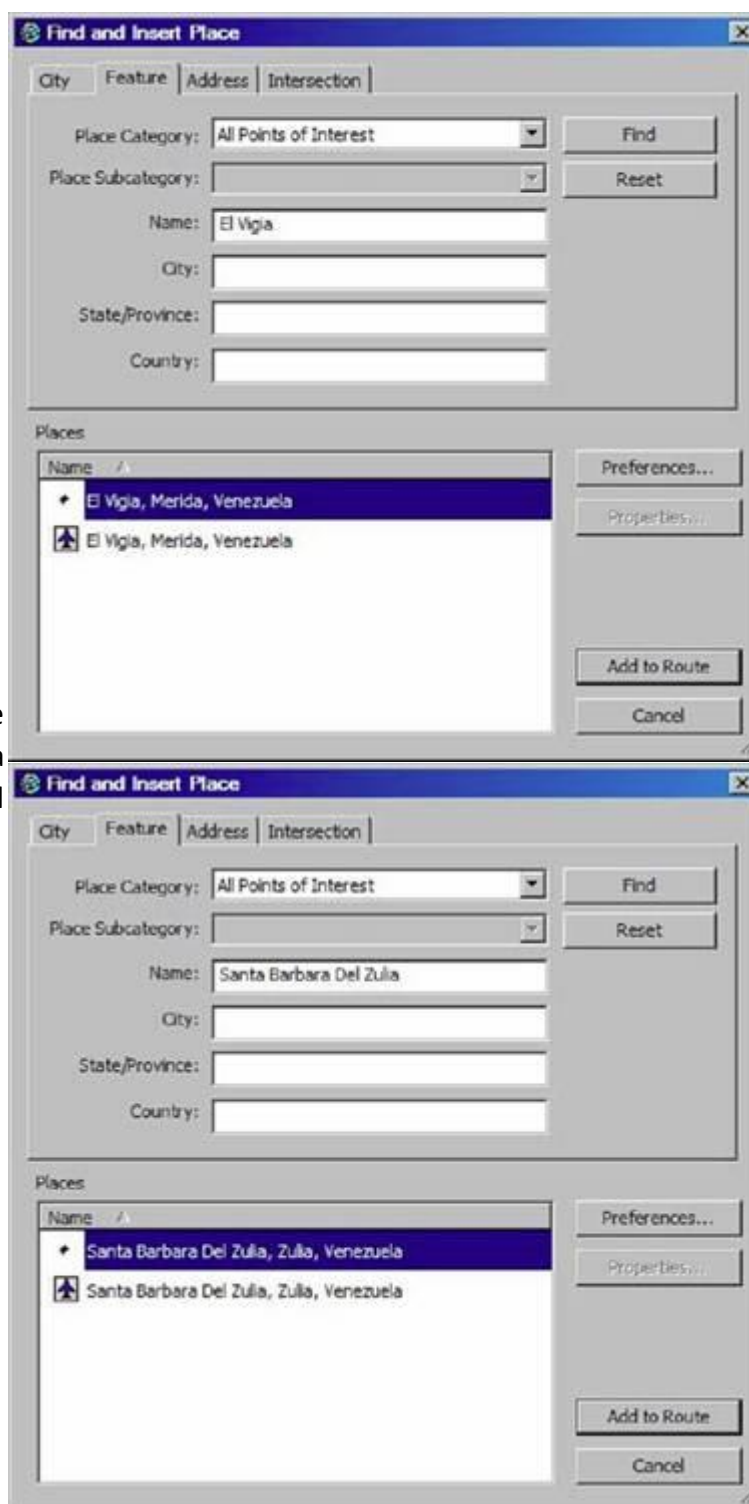 Find and Insert Place
City Feature Address Intersection
Place Category: All Points of Interest Find
Place Subcategory: Reset
Name: El Vigia
City:
State/Province:
Country:
Places
Name
El Vigia, Merida, Venezuela
El Vigia, Merida, Venezuela
Preferences...
Properties...
Add to Route
Cancel
Find and Insert Place
City Feature Address Intersection
Place Category: All Points of Interest Find
Place Subcategory: Reset
Name: Santa Barbara Del Zulia
City:
State/Province:
Country:
Places
Name
Santa Barbara Del Zulia, Zulia, Venezuela
Santa Barbara Del Zulia, Zulia, Venezuela
Preferences...
Properties...
Add to Route
Cancel